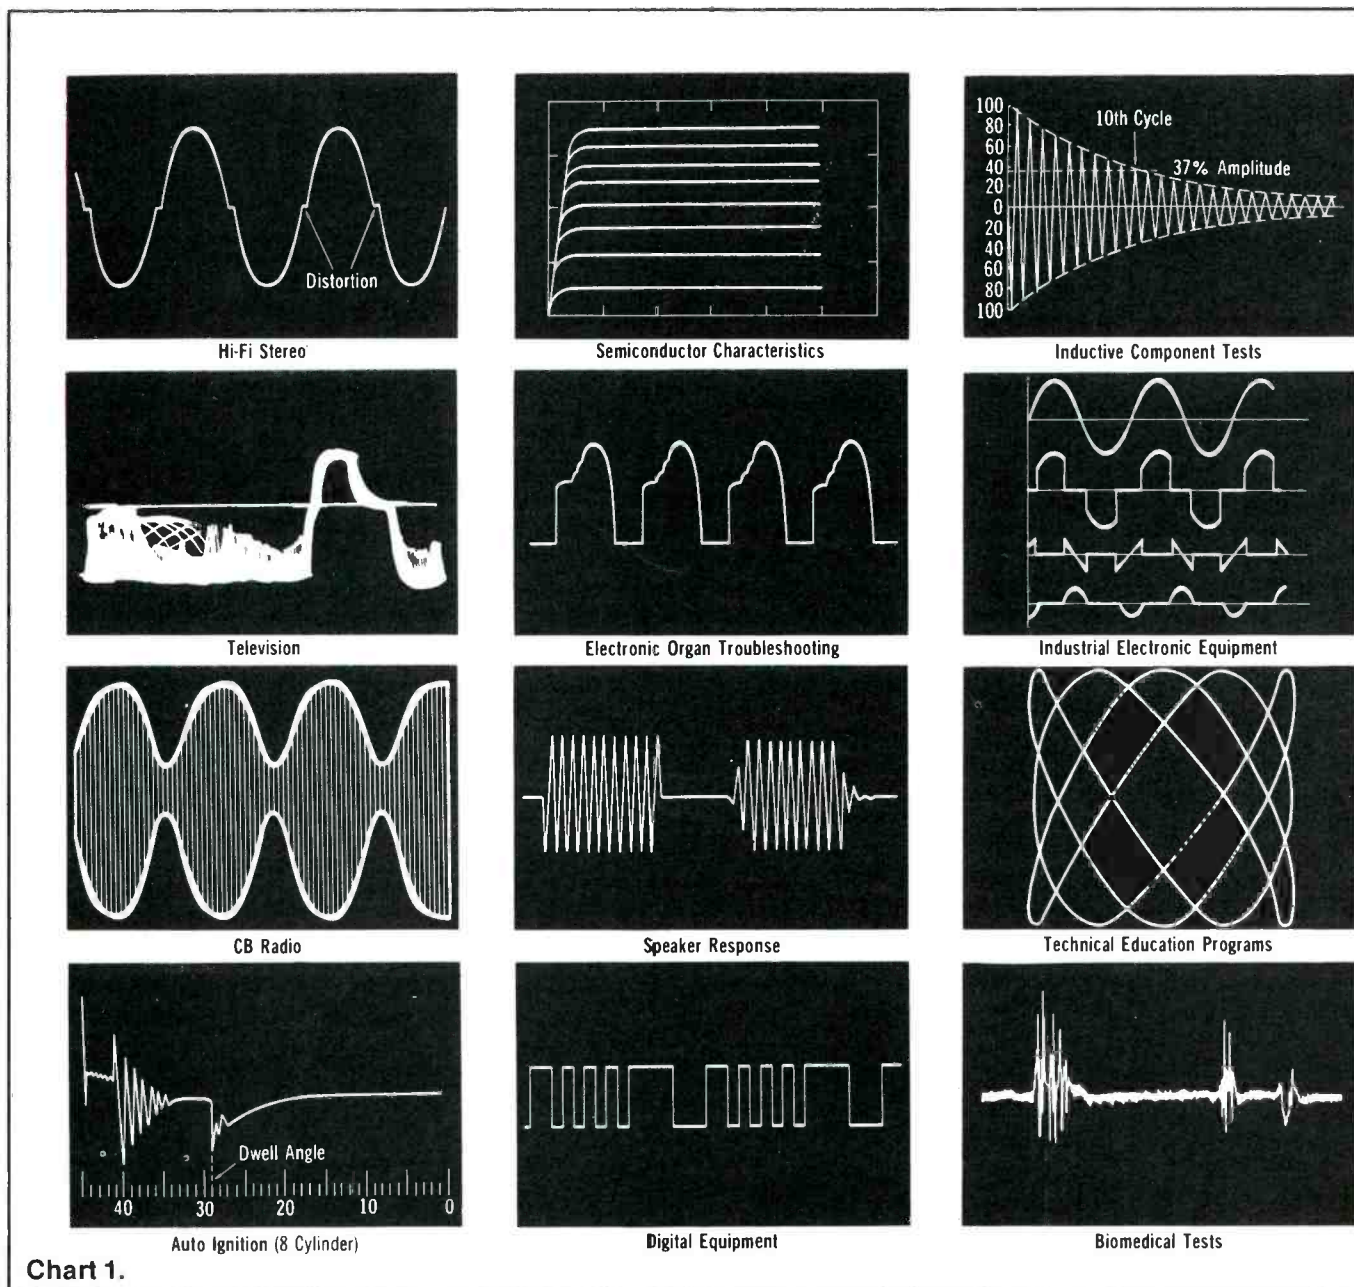 Distortion
Hi-Fi Stereo
Semiconductor Characteristics
100
80
60
40
20
0
20
40
60
80
100
10th Cycle
37% Amplitude
Inductive Component Tests
Television
Electronic Organ Troubleshooting
Industrial Electronic Equipment
CB Radio
Speaker Response
Technical Education Programs
Dwell Angle
40 30 20 10 0
Auto Ignition (8 Cylinder)
Digital Equipment
Biomedical Tests
Chart 1.